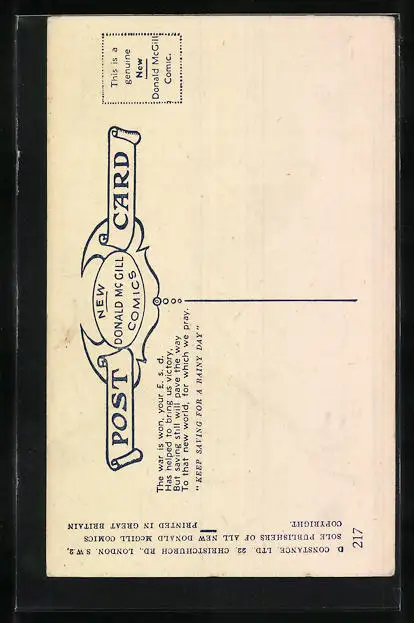 This is a
genuine
New
Donald McGill
Comic.
POST CARD
NEW
DONALD McGILL
COMICS
The war is won, your £. s. d.
Has helped to bring us victory,
But saving still will pave the way
To that new world, for which we pray.
"KEEP SAVING FOR A RAINY DAY"
D. CONSTANCE, LTD. 22, CHRISTCHURCH RD, LONDON. S.W.2,
SOLE PUBLISHERS OF ALL NEW DONALD McGILL COMICS
COPYRIGHT. PRINTED IN GREAT BRITAIN
217